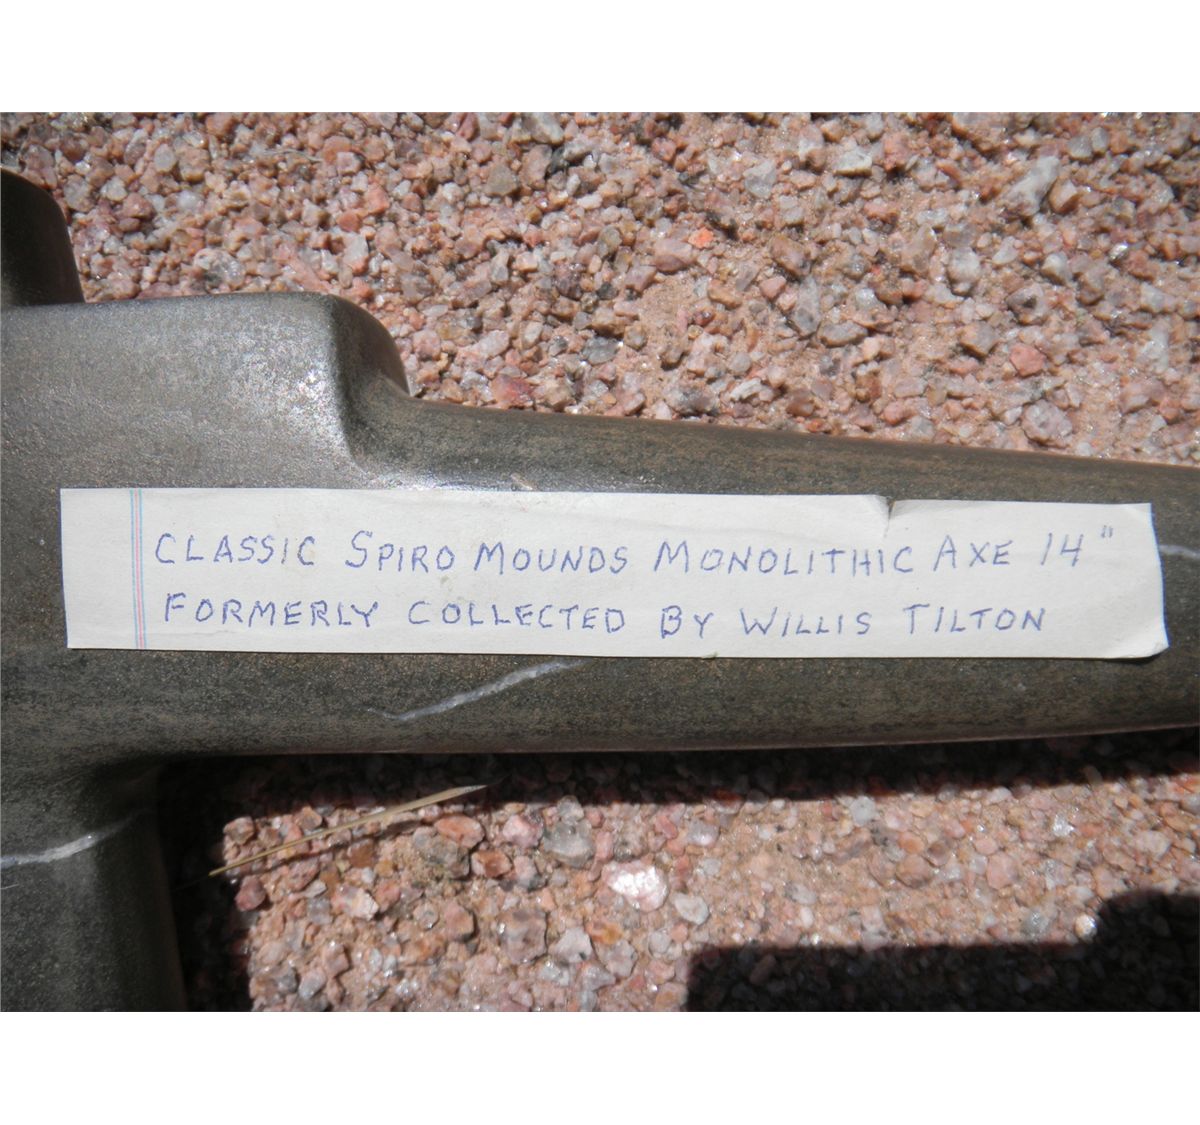 CLASSIC SPIRO MOUNDS MONOLITHIC AXE 14"
FORMERLY COLLECTED BY WILLIS TILTON